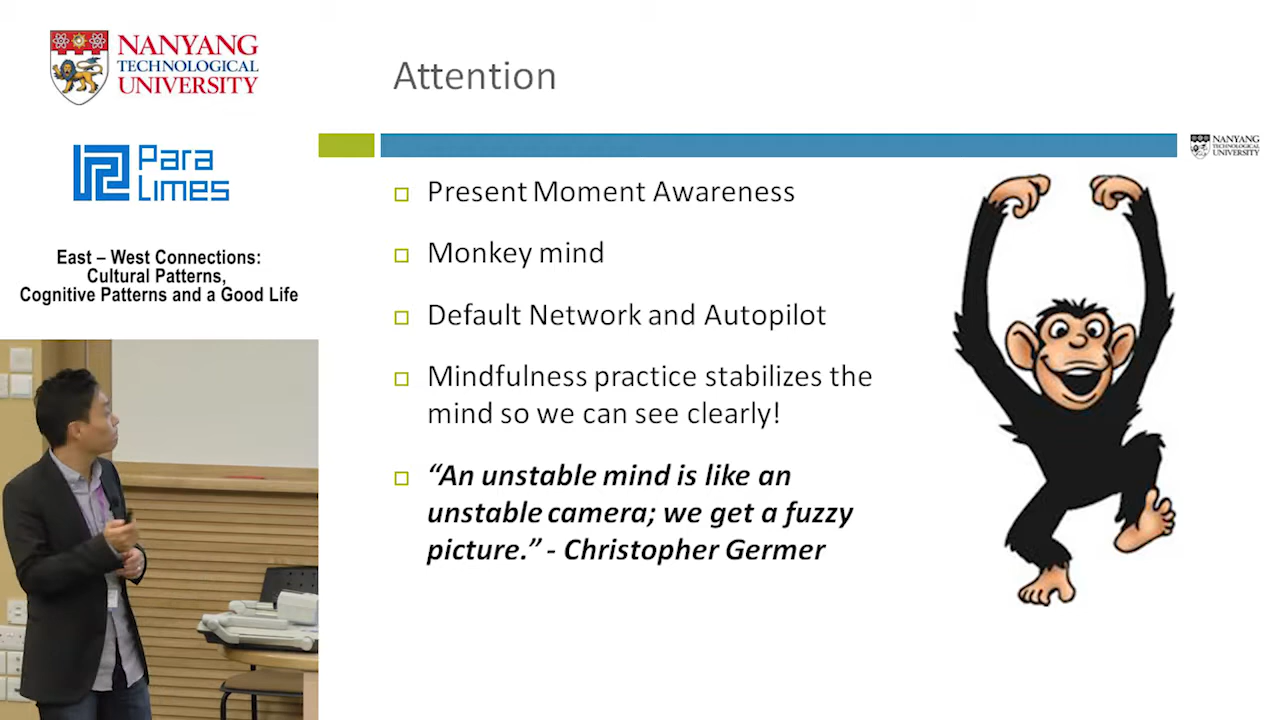 NANYANG
TECHNOLOGICAL
UNIVERSITY
Para
Limes
East – West Connections:
Cultural Patterns,
Cognitive Patterns and a Good Life
Attention
NANYANG
TECHNOLOGICAL
UNIVERSITY
Present Moment Awareness
Monkey mind
Default Network and Autopilot
Mindfulness practice stabilizes the
mind so we can see clearly!
“An unstable mind is like an
unstable camera; we get a fuzzy
picture.” - Christopher Germer